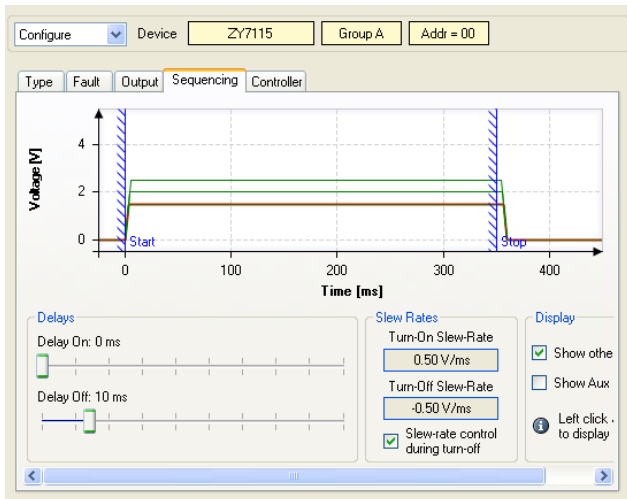 Configure Device ZY7115 Group A Addr = 00
Type Fault Output Sequencing Controller
Voltage [V]
4
2
0
Start Stop
0 100 200 300 400
Time [ms]
Delays
Delay On: 0 ms
Delay Off: 10 ms
Slew Rates
Turn-On Slew-Rate
0.50 V/ms
Turn-Off Slew-Rate
-0.50 V/ms
Slew-rate control
during turn-off
Display
Show othe
Show Aux
Left click
to display